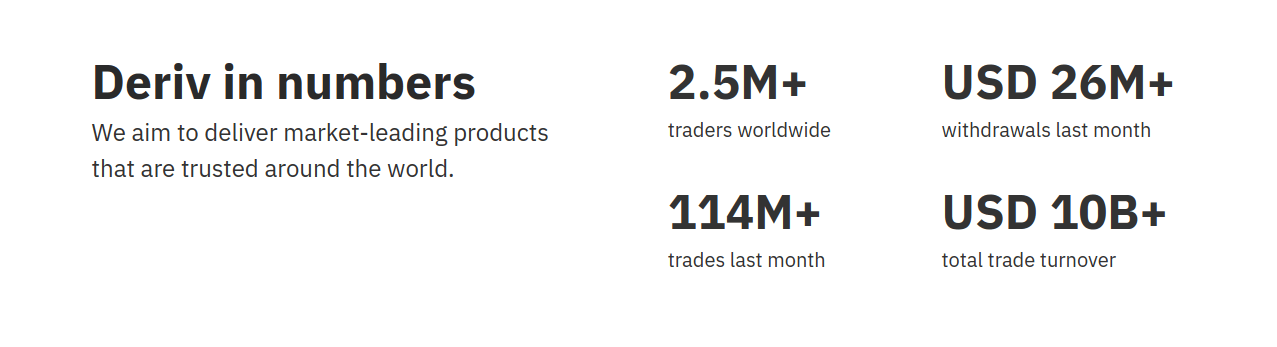 Deriv in numbers
We aim to deliver market-leading products
that are trusted around the world.
2.5M+
traders worldwide
USD 26M+
withdrawals last month
114M+
trades last month
USD 10B+
total trade turnover